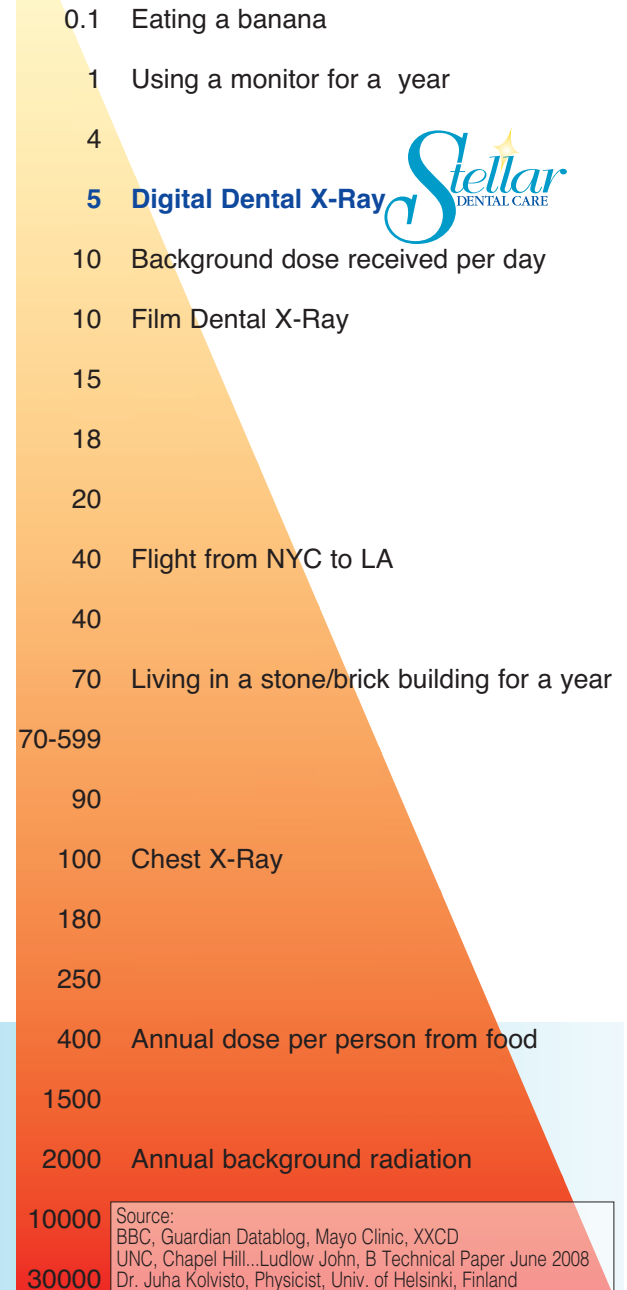 0.1 Eating a banana
1 Using a monitor for a year
4
Stellar
DENTAL CARE
5 Digital Dental X-Ray
10 Background dose received per day
10 Film Dental X-Ray
15
18
20
40 Flight from NYC to LA
40
70 Living in a stone/brick building for a year
70-599
90
100 Chest X-Ray
180
250
400 Annual dose per person from food
1500
2000 Annual background radiation
10000
Source:
BBC, Guardian Datablog, Mayo Clinic, XXCD
UNC, Chapel Hill...Ludlow John, B Technical Paper June 2008
30000 Dr. Juha Kolvisto, Physicist, Univ. of Helsinki, Finland